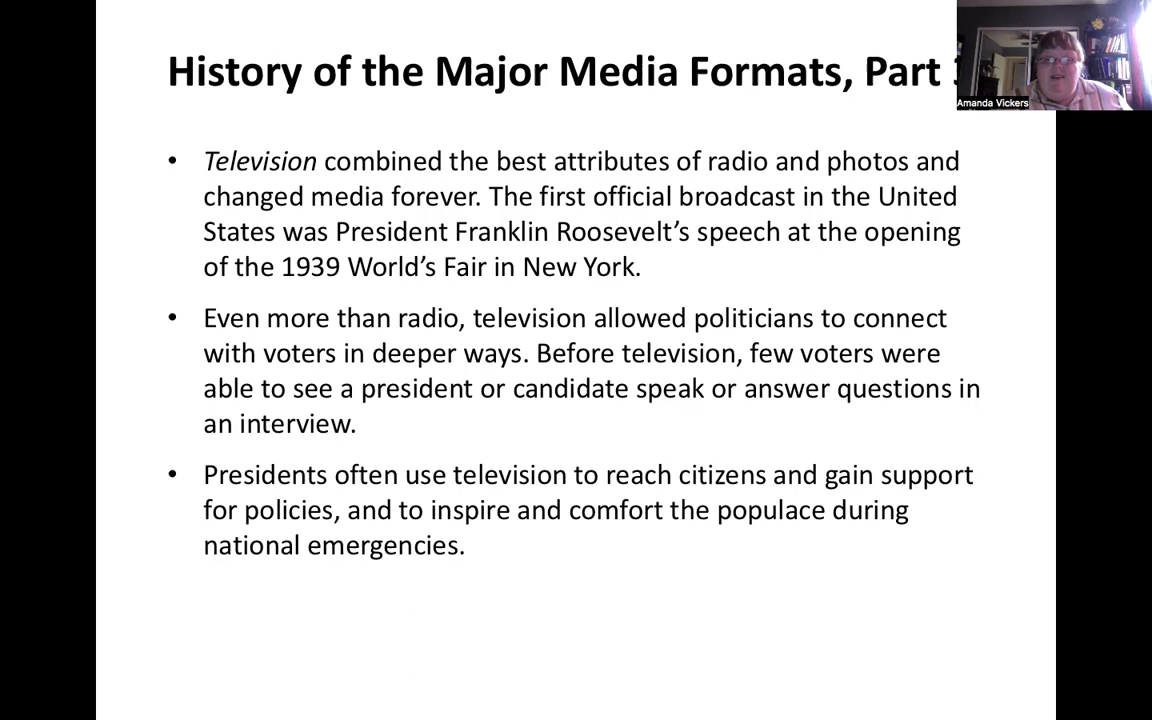 History of the Major Media Formats, Part
Amanda Vickers
• Television combined the best attributes of radio and photos and
changed media forever. The first official broadcast in the United
States was President Franklin Roosevelt’s speech at the opening
of the 1939 World’s Fair in New York.
• Even more than radio, television allowed politicians to connect
with voters in deeper ways. Before television, few voters were
able to see a president or candidate speak or answer questions in
an interview.
• Presidents often use television to reach citizens and gain support
for policies, and to inspire and comfort the populace during
national emergencies.